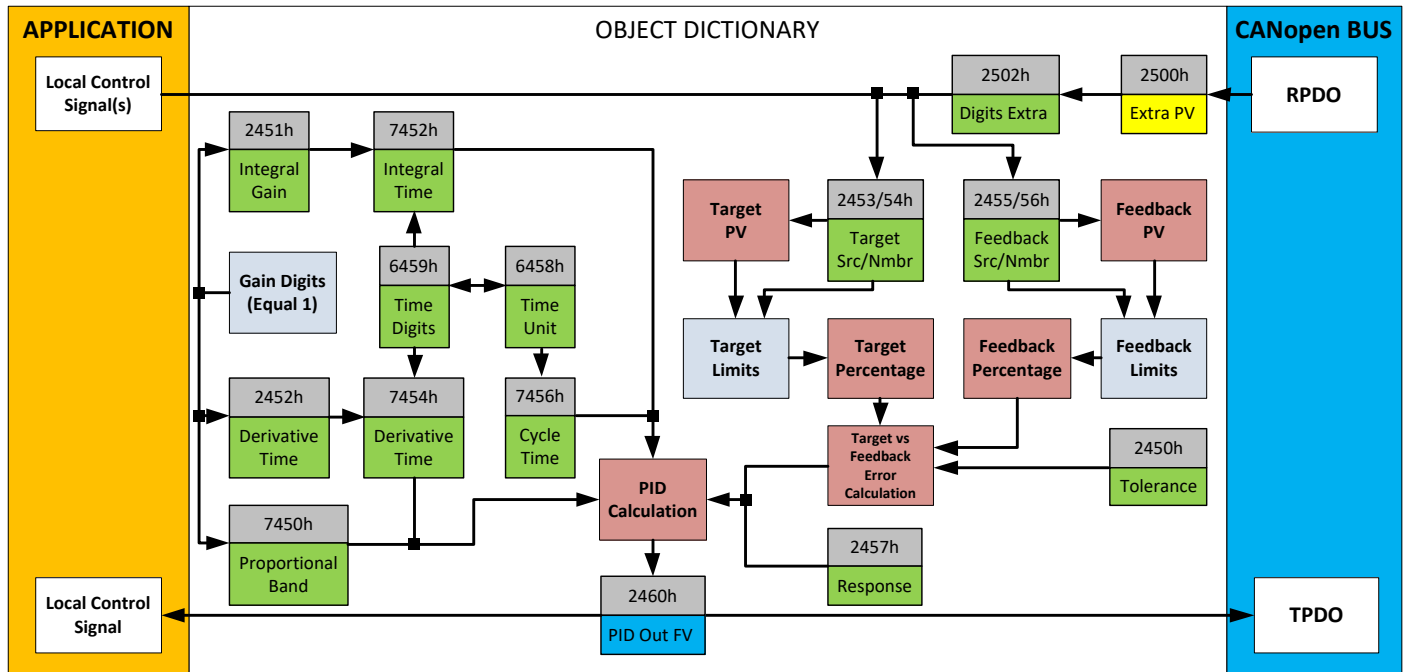 APPLICATION
OBJECT DICTIONARY
CANopen BUS
Local Control
Signal(s)
2502h
Digits Extra
2500h
Extra PV
RPDO
2451h
Integral
Gain
7452h
Integral
Time
Target
PV
2453/54h
Target
Src/Nmbr
2455/56h
Feedback
Src/Nmbr
Feedback
PV
Gain Digits
(Equal 1)
6459h
Time
Digits
6458h
Time
Unit
Target
Limits
Target
Percentage
Feedback
Percentage
Feedback
Limits
2452h
Derivative
Time
7454h
Derivative
Time
7456h
Cycle
Time
Target vs
Feedback
Error
Calculation
2450h
Tolerance
PID
Calculation
7450h
Proportional
Band
2457h
Response
Local Control
Signal
2460h
PID Out FV
TPDO